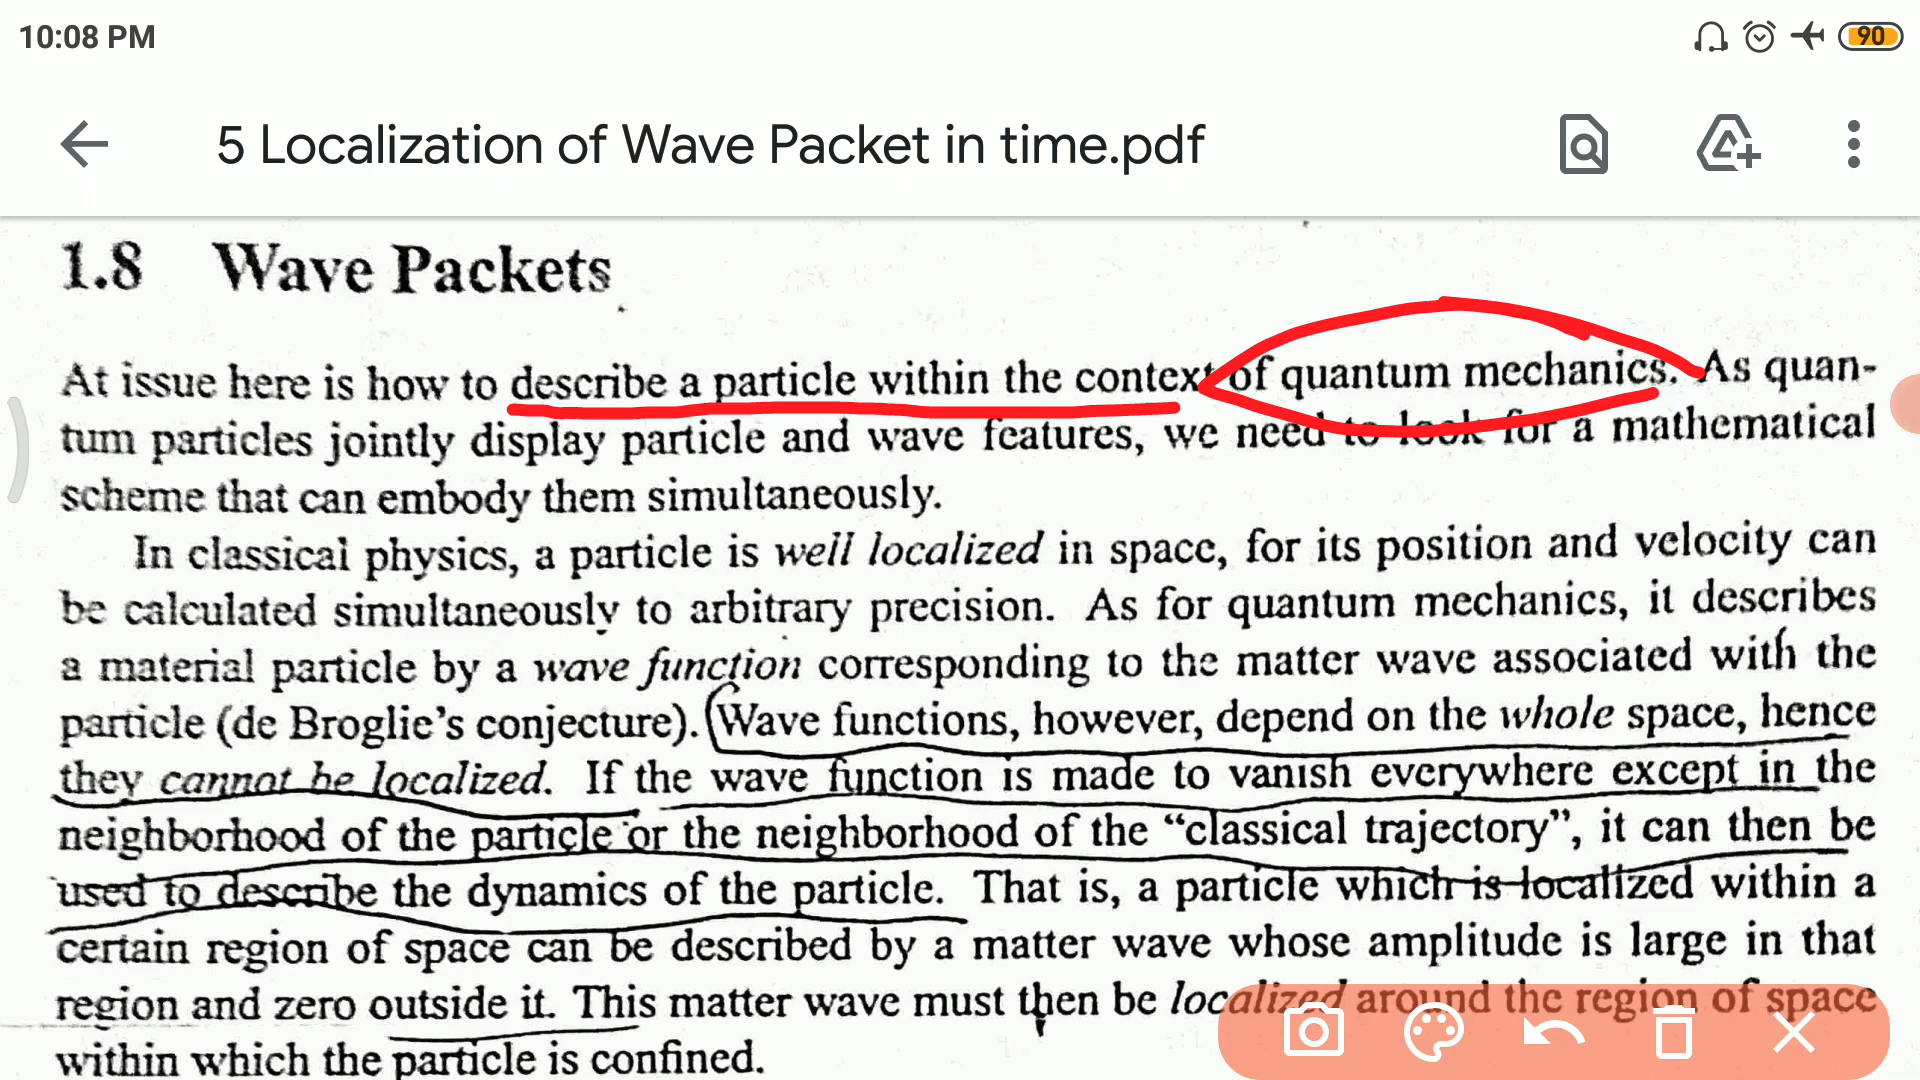 10:08 PM
90
5 Localization of Wave Packet in time.pdf
1.8 Wave Packets
At issue here is how to describe a particle within the context of quantum mechanics. As quan-
tum particles jointly display particle and wave features, we need to look for a mathematical
scheme that can embody them simultaneously.
In classical physics, a particle is well localized in space, for its position and velocity can
be calculated simultaneously to arbitrary precision. As for quantum mechanics, it describes
a material particle by a wave function corresponding to the matter wave associated with the
particle (de Broglie's conjecture). Wave functions, however, depend on the whole space, hence
they cannot be localized. If the wave function is made to vanish everywhere except in the
neighborhood of the particle or the neighborhood of the “classical trajectory”, it can then be
used to describe the dynamics of the particle. That is, a particle which is localized within a
certain region of space can be described by a matter wave whose amplitude is large in that
region and zero outside it. This matter wave must then be localized around the region of space
within which the particle is confined.